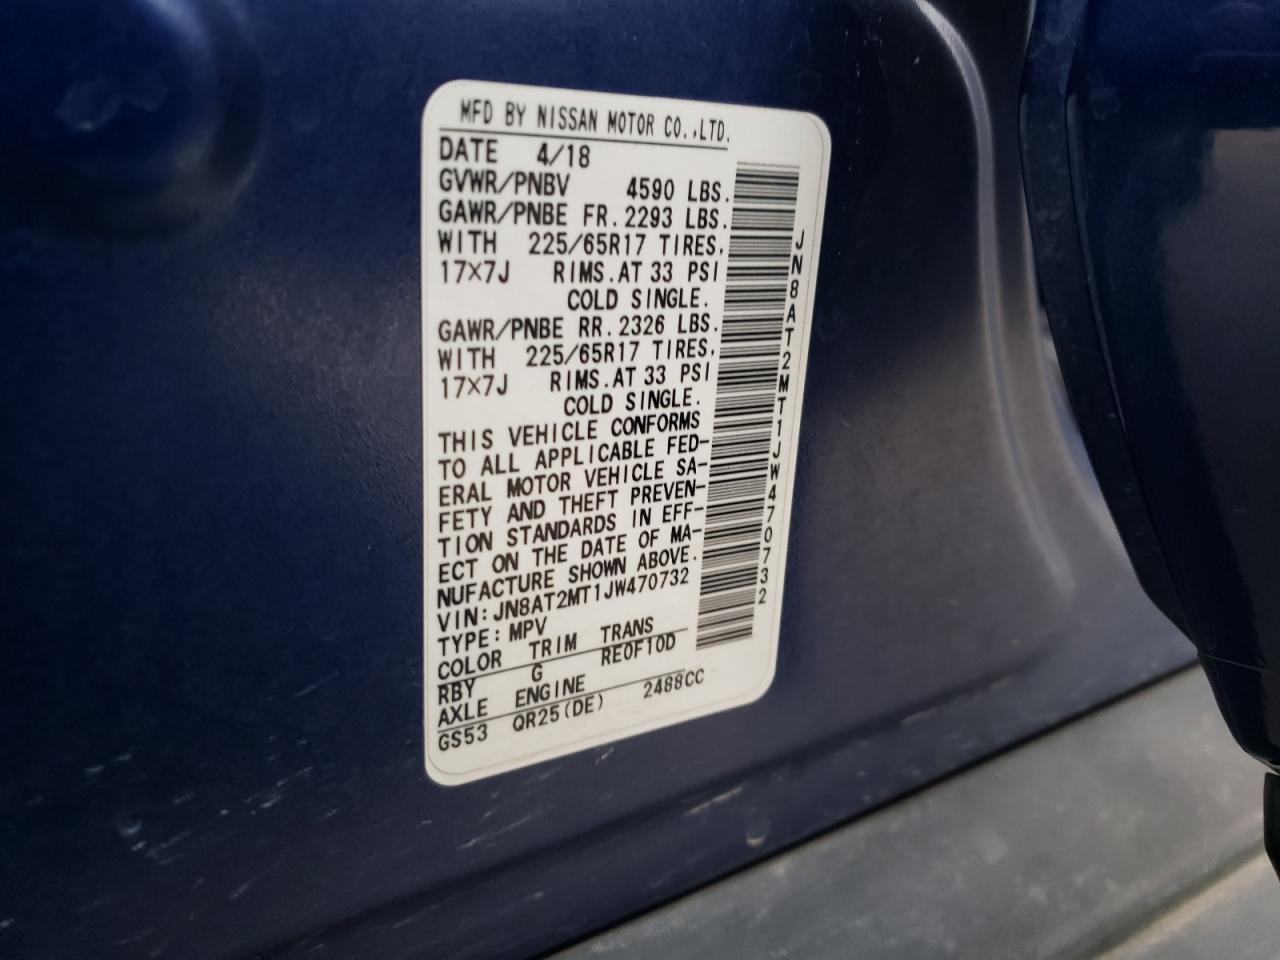 MFD BY NISSAN MOTOR CO.,LTD.
DATE 4/18
GVWR/PNBV 4590 LBS.
GAWR/PNBE FR. 2293 LBS.
WITH 225/65R17 TIRES,
17×7J RIMS.AT 33 PSI
COLD SINGLE.
GAWR/PNBE RR. 2326 LBS.
WITH 225/65R17 TIRES,
17×7J RIMS.AT 33 PSI
COLD SINGLE.
THIS VEHICLE CONFORMS
TO ALL APPLICABLE FED-
ERAL MOTOR VEHICLE SA-
FETY AND THEFT PREVEN-
TION STANDARDS IN EFF-
ECT ON THE DATE OF MA-
NUFACTURE SHOWN ABOVE.
VIN:JN8AT2MT1JW470732
TYPE:MPV
COLOR TRIM TRANS
RBY G RE0F10D
AXLE ENGINE
GS53 QR25(DE) 2488CC
JN8AT2MT1JW470732